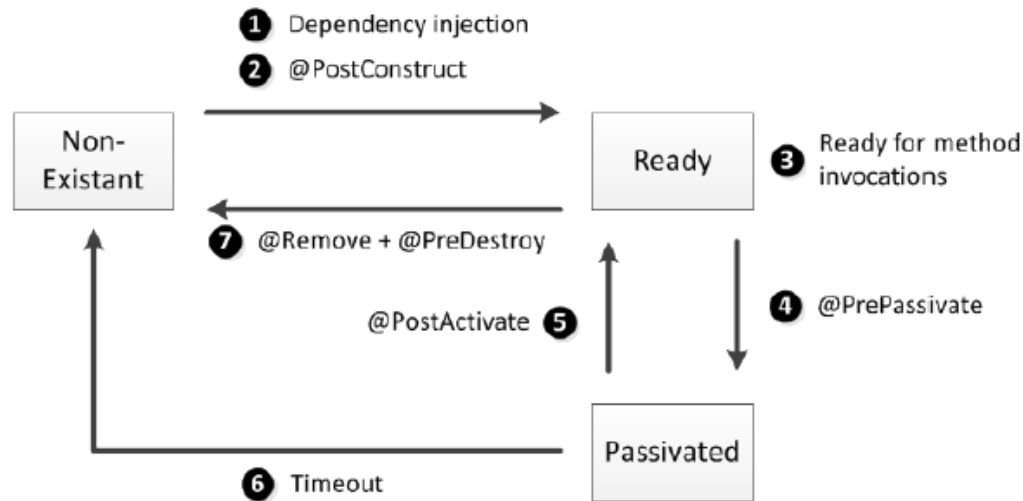 1 Dependency injection
2 @PostConstruct
Non-
Existant
Ready
3 Ready for method
invocations
7 @Remove + @PreDestroy
4 @PrePassivate
@PostActivate 5
Passivated
6 Timeout